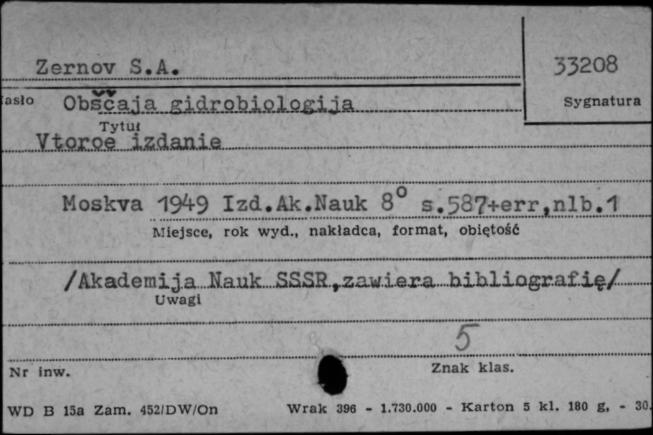 Zernov S.A.
33208
asło Obščaja gidrobiologija
Sygnatura
Tytuł
Vtoroe izdanie
Moskva 1949 Izd.Ak.Nauk 8° s.587+err,nlb.1
Miejsce, rok wyd., nakładca, format, obiętość
/Akademija Nauk SSSR,zawiera bibliografię/
Uwagi
5
Nr inw.
Znak klas.
WD B 15a Zam. 452/DW/On Wrak 396 - 1.730.000 - Karton 5 kl. 180 g, - 30.